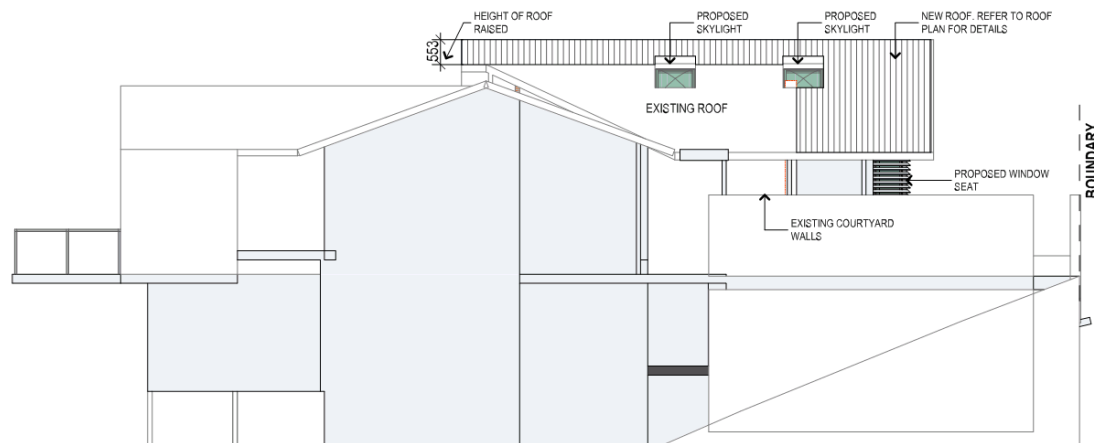 HEIGHT OF ROOF
RAISED
PROPOSED
SKYLIGHT
PROPOSED
SKYLIGHT
NEW ROOF. REFER TO ROOF
PLAN FOR DETAILS
553
EXISTING ROOF
BOUNDARY
PROPOSED WINDOW
SEAT
EXISTING COURTYARD
WALLS